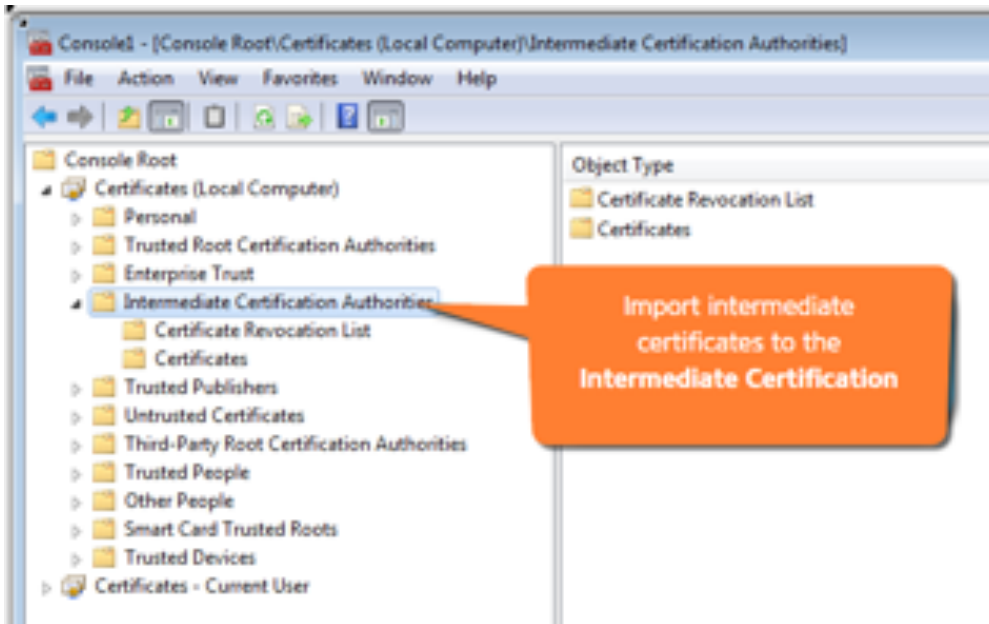 Console1 - [Console Root\Certificates (Local Computer)\Intermediate Certification Authorities]
File Action View Favorites Window Help
Console Root
Certificates (Local Computer)
Personal
Trusted Root Certification Authorities
Enterprise Trust
Intermediate Certification Authorities
Certificate Revocation List
Certificates
Trusted Publishers
Untrusted Certificates
Third-Party Root Certification Authorities
Trusted People
Other People
Smart Card Trusted Roots
Trusted Devices
Certificates - Current User
Object Type
Certificate Revocation List
Certificates
Import intermediate
certificates to the
Intermediate Certification